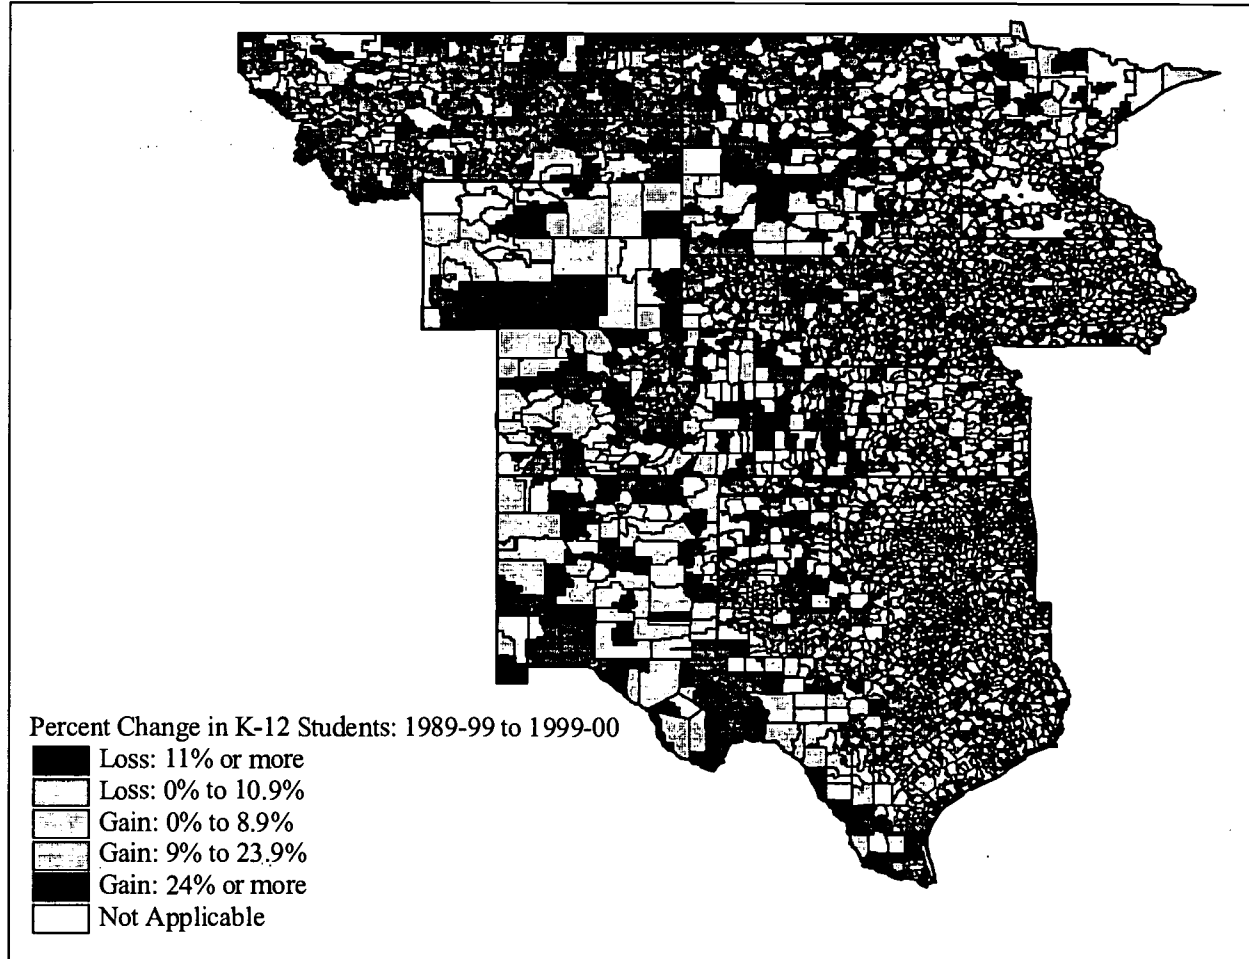 Percent Change in K-12 Students: 1989-99 to 1999-00
Loss: 11% or more
Loss: 0% to 10.9%
Gain: 0% to 8.9%
Gain: 9% to 23.9%
Gain: 24% or more
Not Applicable